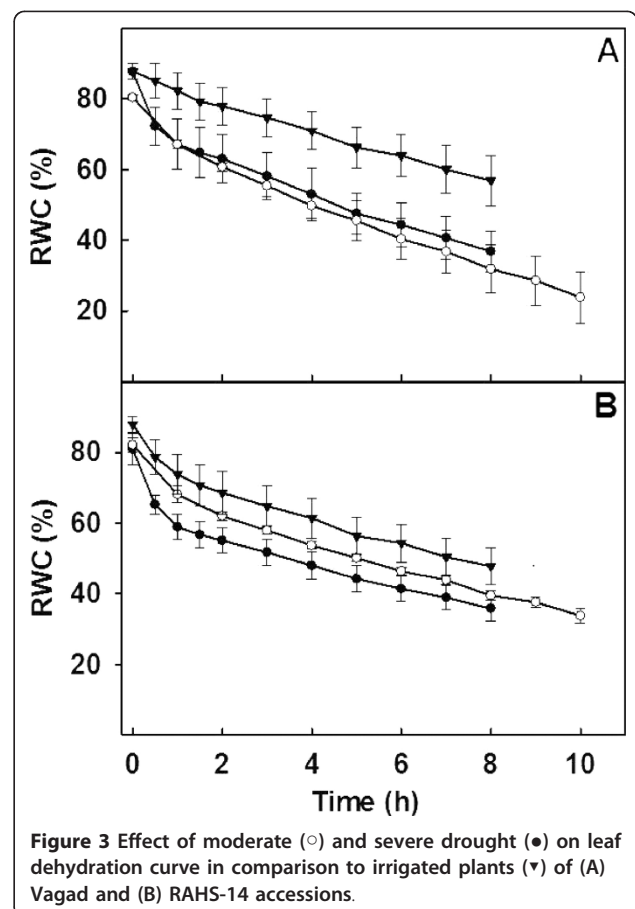 A
RWC (%)
80
60
40
20
B
RWC (%)
80
60
40
20
0 2 4 6 8 10
Time (h)
Figure 3 Effect of moderate (○) and severe drought (●) on leaf
dehydration curve in comparison to irrigated plants (▼) of (A)
Vagad and (B) RAHS-14 accessions.